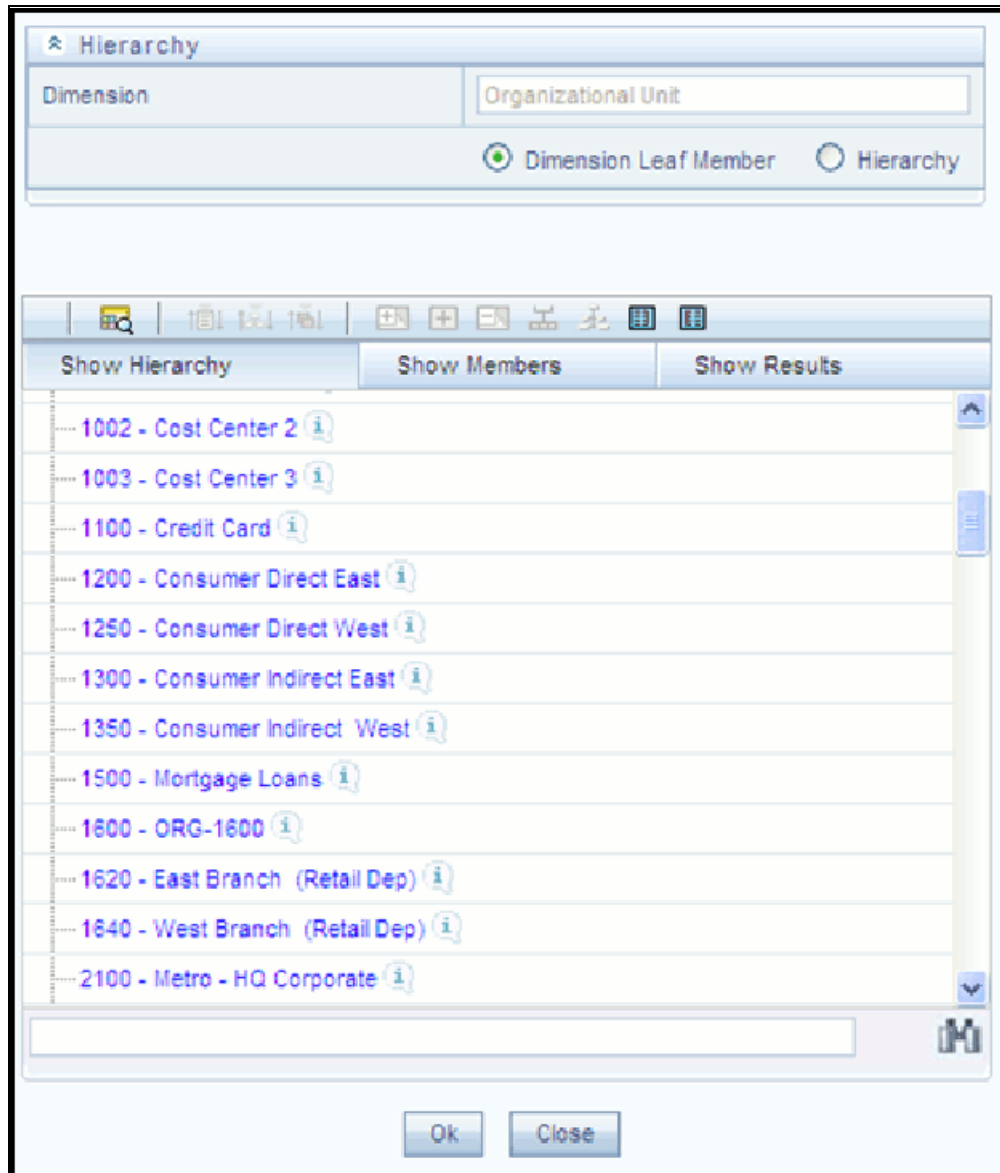 Hierarchy
Dimension
Organizational Unit
Dimension Leaf Member Hierarchy
Show Hierarchy Show Members Show Results
1002 - Cost Center 2
1003 - Cost Center 3
1100 - Credit Card
1200 - Consumer Direct East
1250 - Consumer Direct West
1300 - Consumer Indirect East
1350 - Consumer Indirect  West
1500 - Mortgage Loans
1600 - ORG-1600
1620 - East Branch  (Retail Dep)
1640 - West Branch  (Retail Dep)
2100 - Metro - HQ Corporate
Ok Close